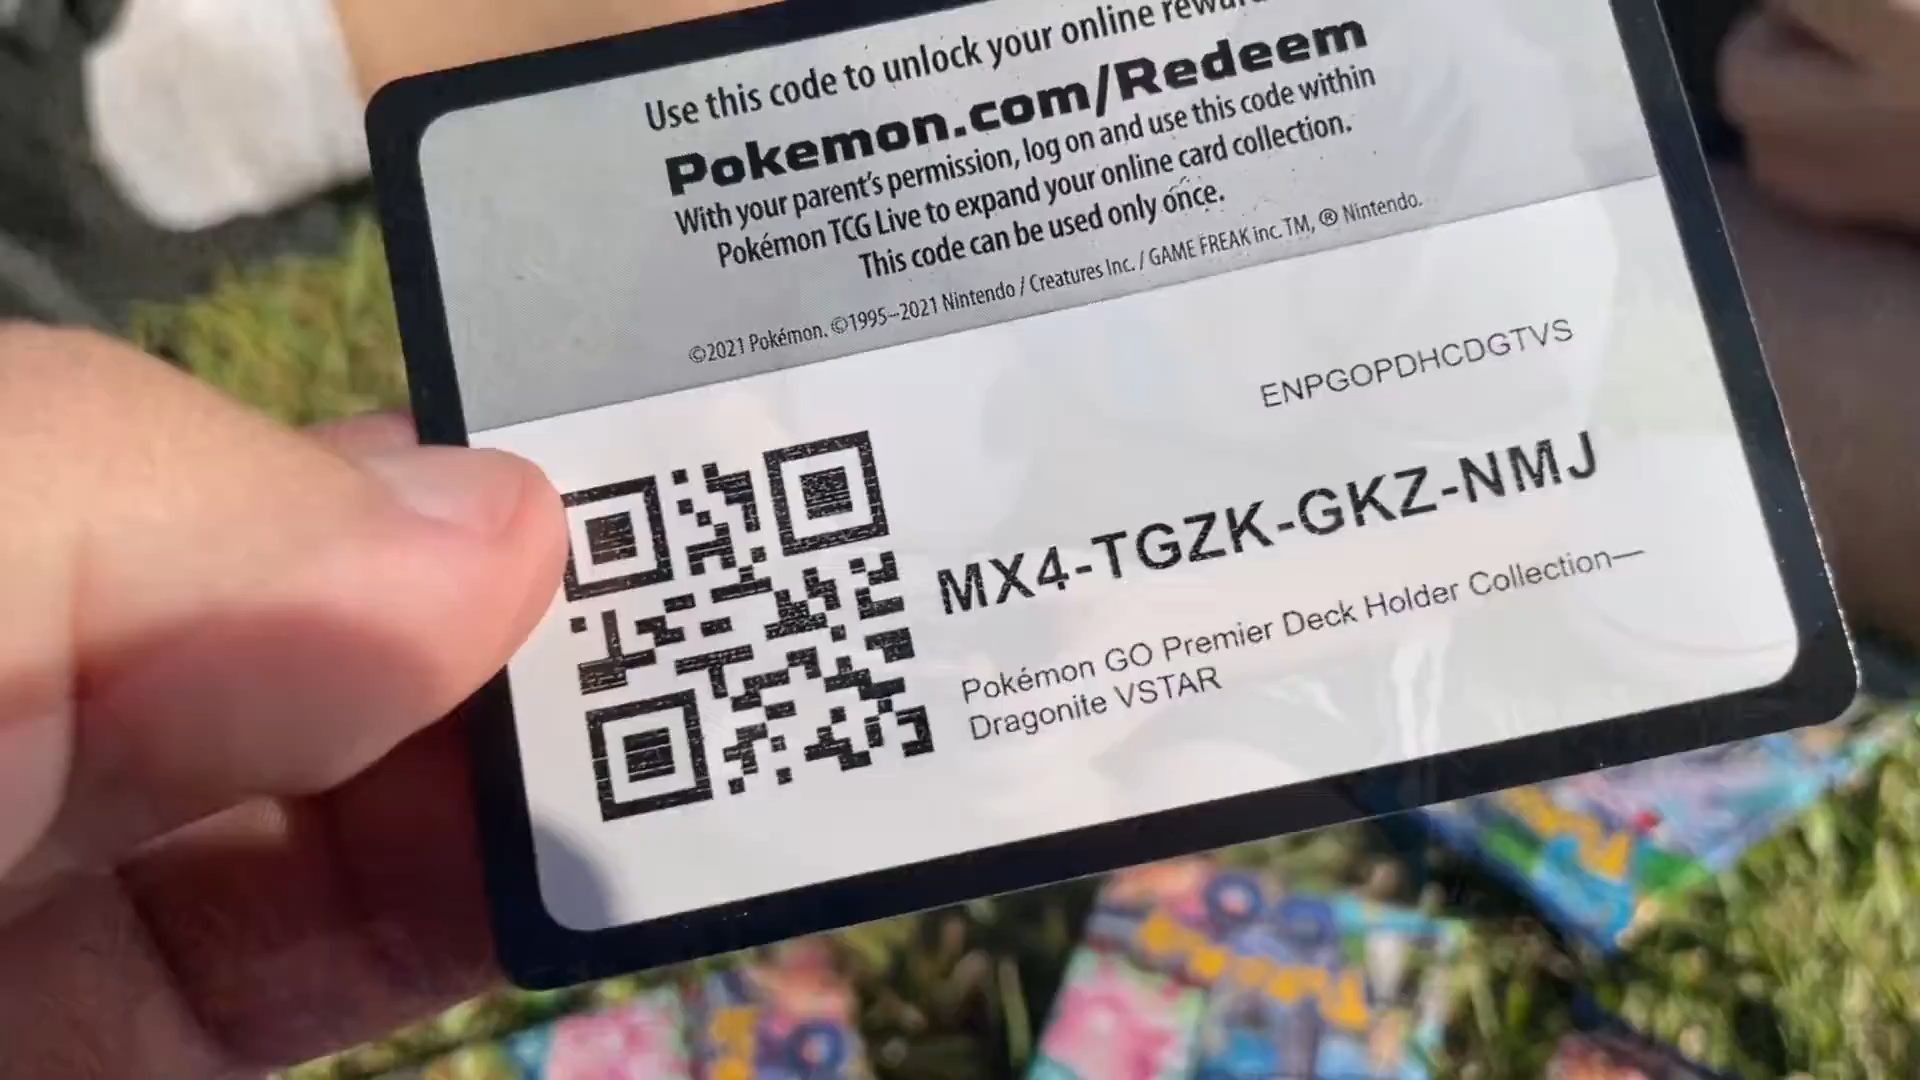 Use this code to unlock your online
Pokemon.com/Redeem
With your parent's permission, log on and use this code within
Pokémon TCG Live to expand your online card collection.
This code can be used only once.
©2021 Pokémon. ©1995–2021 Nintendo / Creatures Inc. / GAME FREAK inc. TM, ® Nintendo.
ENPGOPDHCDGTVS
MX4-TGZK-GKZ-NMJ
Pokémon GO Premier Deck Holder Collection—
Dragonite VSTAR